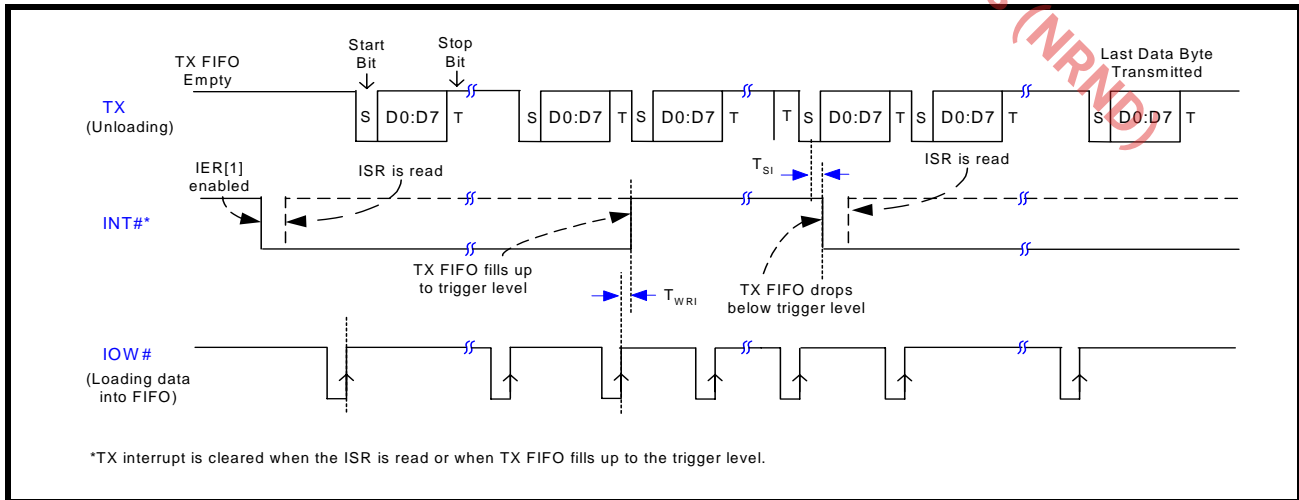 s (NRND)
Start
Bit
Stop
Bit
TX FIFO
Empty
Last Data Byte
Transmitted
TX
(Unloading)
S D0:D7 T S D0:D7 T S D0:D7 T T S D0:D7 T S D0:D7 T S D0:D7 T
IER[1]
enabled
ISR is read
TSI
ISR is read
INT#*
TX FIFO fills up
to trigger level
TWRI
TX FIFO drops
below trigger level
IOW#
(Loading data
into FIFO)
*TX interrupt is cleared when the ISR is read or when TX FIFO fills up to the trigger level.